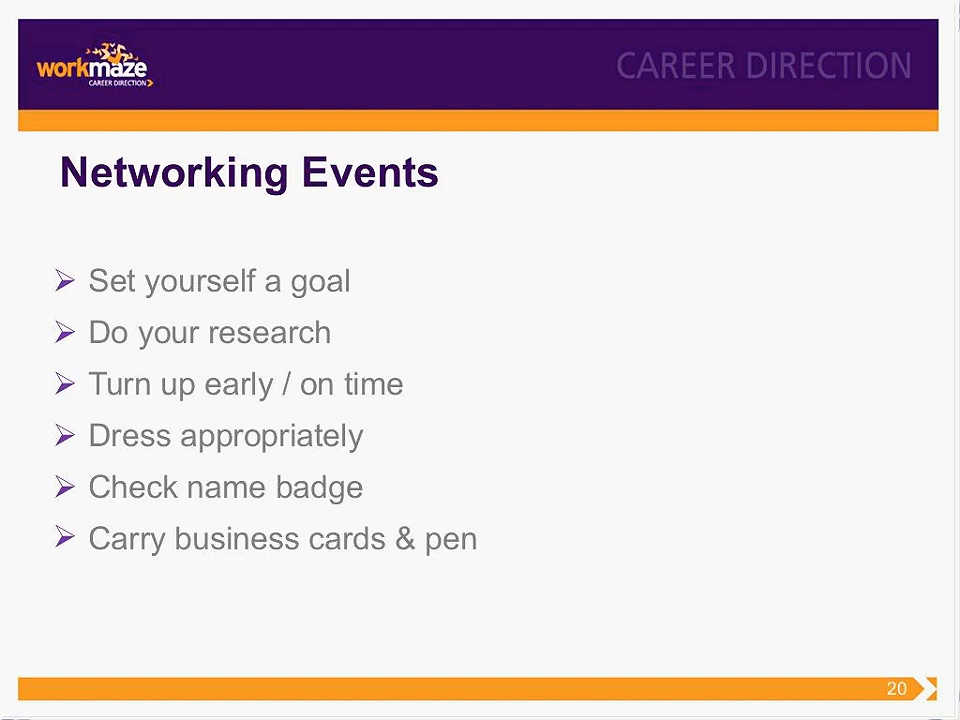 workmaze
CAREER DIRECTION
CAREER DIRECTION
Networking Events
Set yourself a goal
Do your research
Turn up early / on time
Dress appropriately
Check name badge
Carry business cards & pen
20